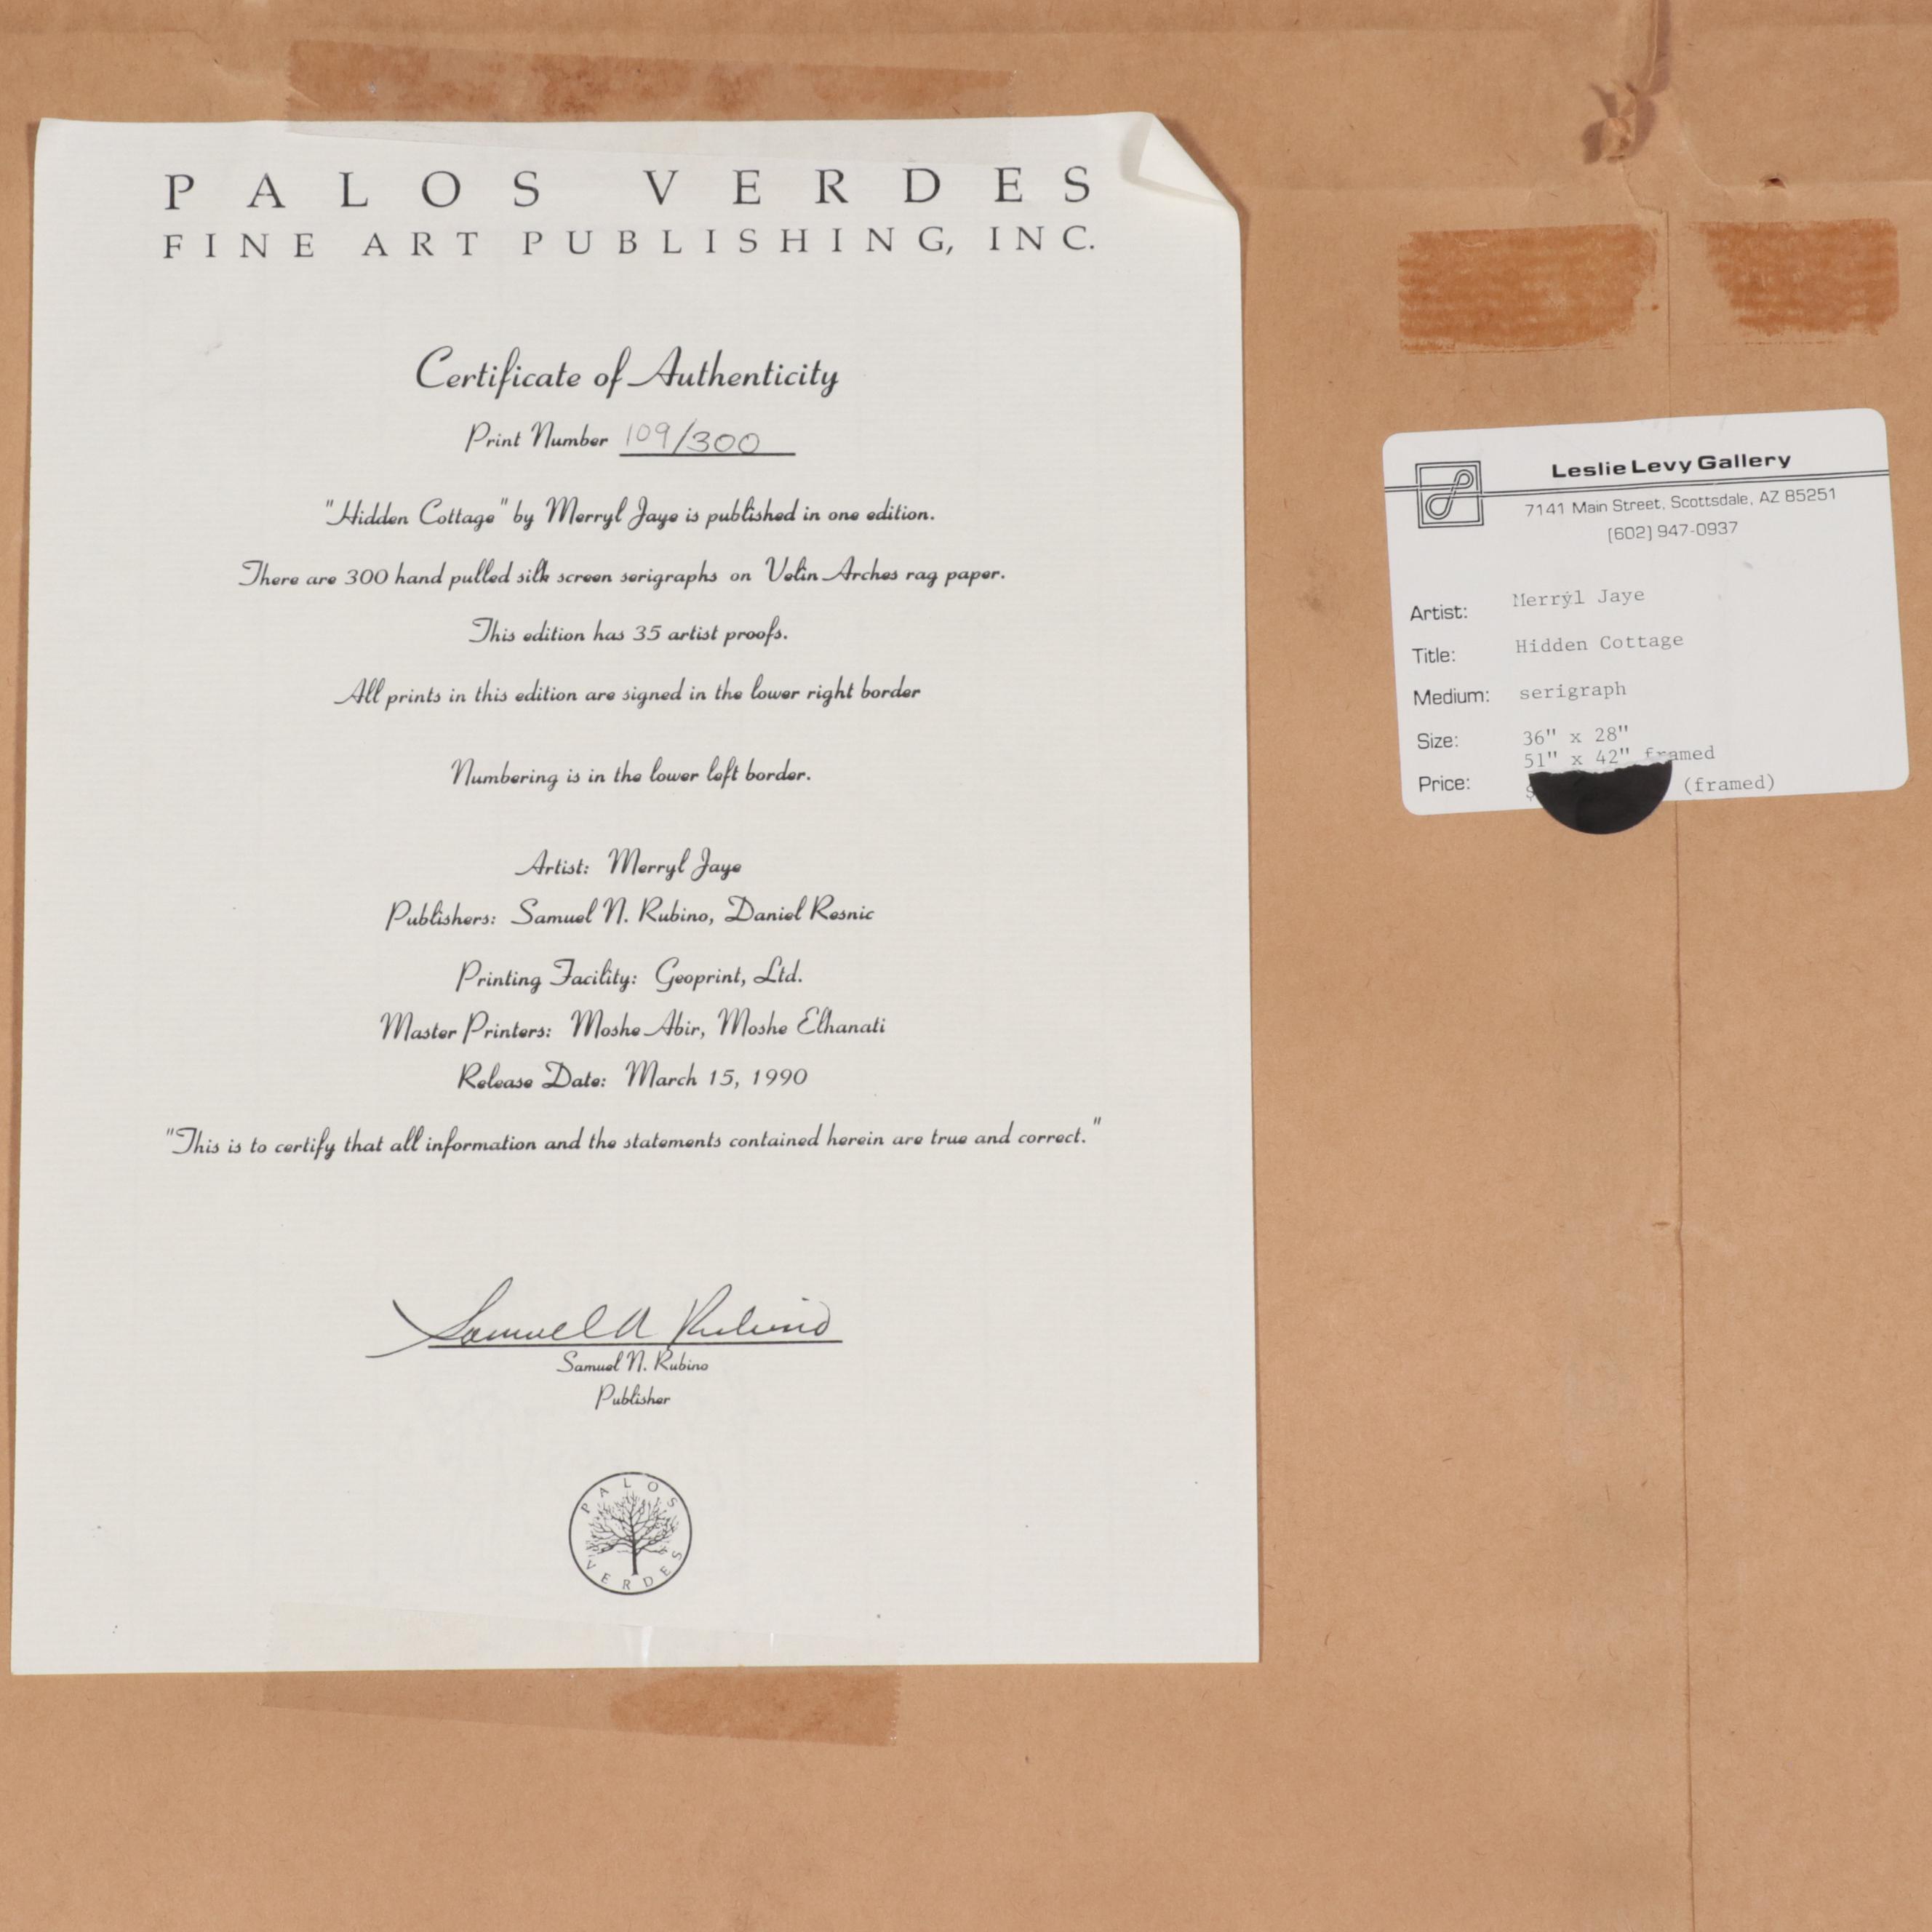 PALOS VERDES
FINE ART PUBLISHING, INC.
Certificate of Authenticity
Print Number 109/300
"Hidden Cottage" by Merryl Jaye is published in one edition.
There are 300 hand pulled silk screen serigraphs on Velin Arches rag paper.
This edition has 35 artist proofs.
All prints in this edition are signed in the lower right border
Numbering is in the lower left border.
Artist: Merryl Jaye
Publishers: Samuel N. Rubino, Daniel Resnic
Printing Facility: Geoprint, Ltd.
Master Printers: Moshe Abir, Moshe Elhanati
Release Date: March 15, 1990
"This is to certify that all information and the statements contained herein are true and correct."
Samuel N Rubino
Samuel N. Rubino
Publisher
PALOS
VERDES
Leslie Levy Gallery
7141 Main Street, Scottsdale, AZ 85251
(602) 947-0937
Artist: Merryl Jaye
Title: Hidden Cottage
Medium: serigraph
Size: 36" x 28"
51" x 42" framed
Price: $ (framed)